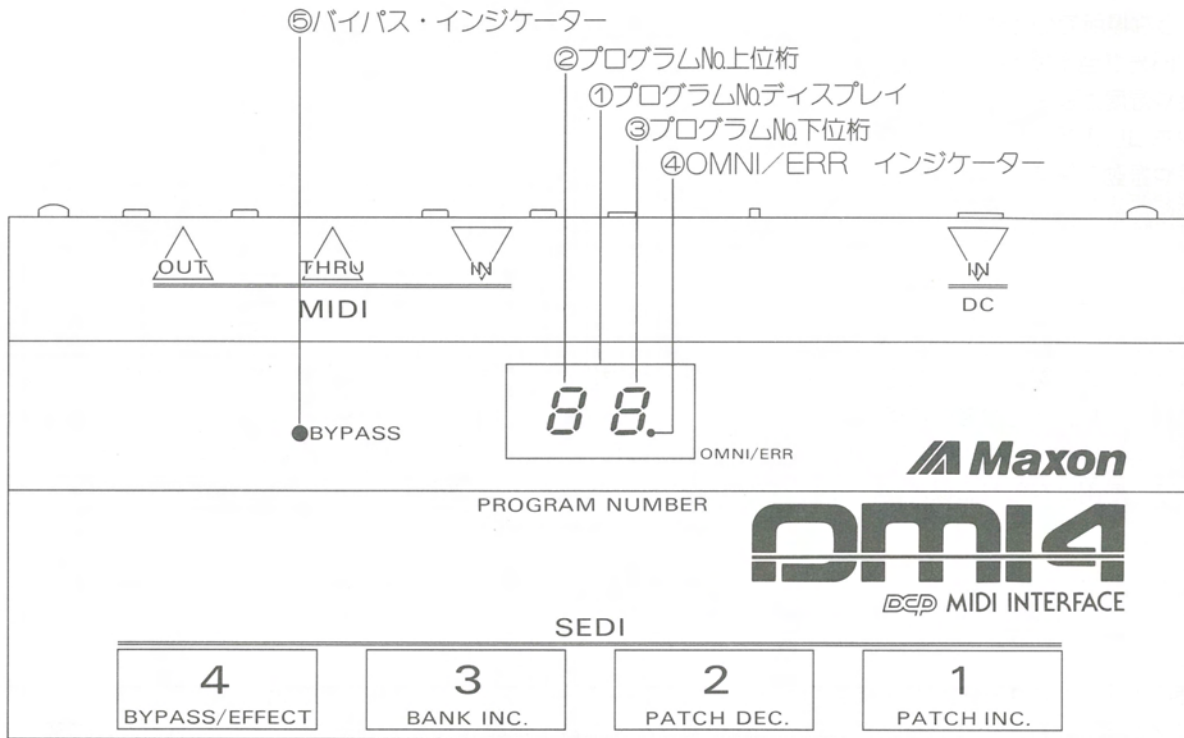 ⑤バイパス・インジケーター
②プログラム№上位桁
①プログラム№ディスプレイ
③プログラム№下位桁
④OMNI/ERR インジケーター
OUT THRU IN IN
MIDI DC
88.
BYPASS
OMNI/ERR
Maxon
PROGRAM NUMBER
DMI4
DCP MIDI INTERFACE
SEDI
4 3 2 1
BYPASS/EFFECT BANK INC. PATCH DEC. PATCH INC.